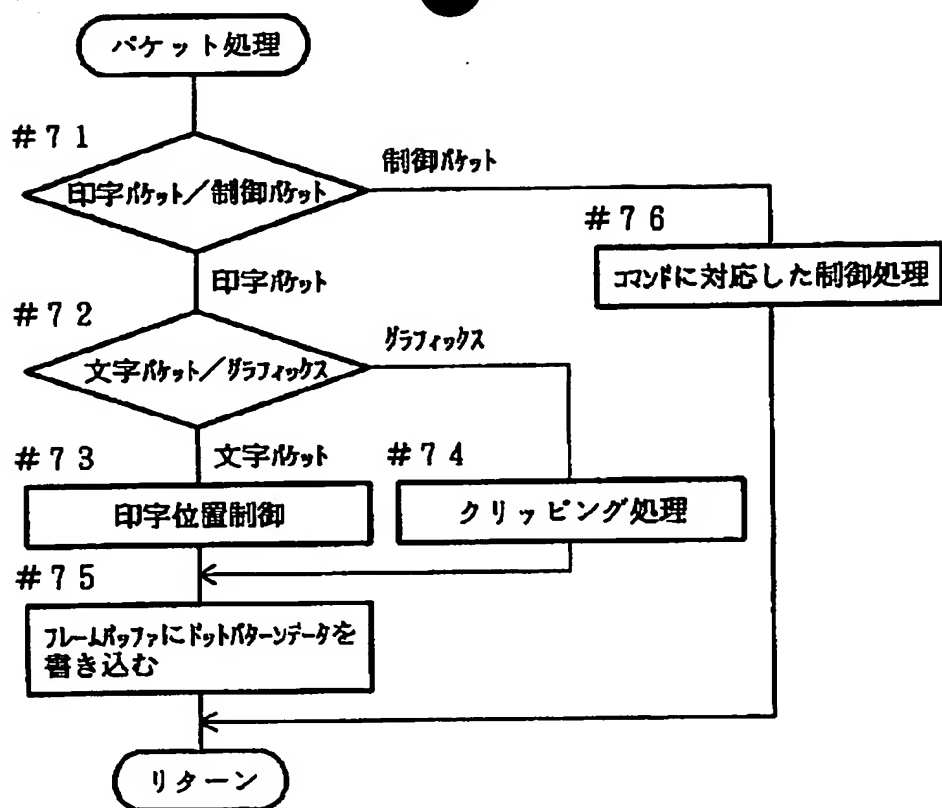 パケット処理
#71
印字パケット/制御パケット
制御パケット
#76
コマンドに対応した制御処理
印字パケット
#72
文字パケット/グラフィックス
グラフィックス
文字パケット
#73
印字位置制御
#74
クリッピング処理
#75
フレームバッファにドットパターンデータを
書き込む
リターン